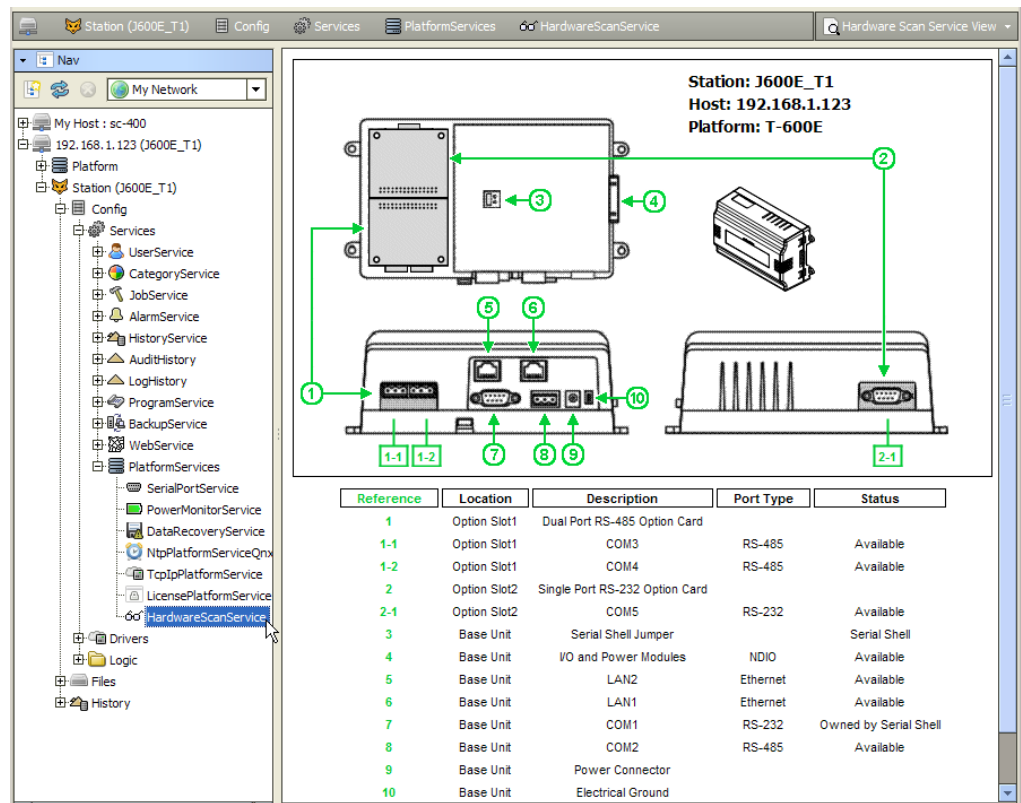 Station (J600E_T1) Config Services PlatformServices HardwareScanService Hardware Scan Service View
Nav
My Network
My Host : sc-400
192.168.1.123 (J600E_T1)
Platform
Station (J600E_T1)
Config
Services
UserService
CategoryService
JobService
AlarmService
HistoryService
AuditHistory
LogHistory
ProgramService
BackupService
WebService
PlatformServices
SerialPortService
PowerMonitorService
DataRecoveryService
NtpPlatformServiceQnx
TcpIpPlatformService
LicensePlatformService
HardwareScanService
Drivers
Logic
Files
History
Station: J600E_T1
Host: 192.168.1.123
Platform: T-600E
2
3
4
5 6
1
10
1-1 1-2 7 8 9 2-1
Reference Location Description Port Type Status
1 Option Slot1 Dual Port RS-485 Option Card
1-1 Option Slot1 COM3 RS-485 Available
1-2 Option Slot1 COM4 RS-485 Available
2 Option Slot2 Single Port RS-232 Option Card
2-1 Option Slot2 COM5 RS-232 Available
3 Base Unit Serial Shell Jumper Serial Shell
4 Base Unit I/O and Power Modules NDIO Available
5 Base Unit LAN2 Ethernet Available
6 Base Unit LAN1 Ethernet Available
7 Base Unit COM1 RS-232 Owned by Serial Shell
8 Base Unit COM2 RS-485 Available
9 Base Unit Power Connector
10 Base Unit Electrical Ground